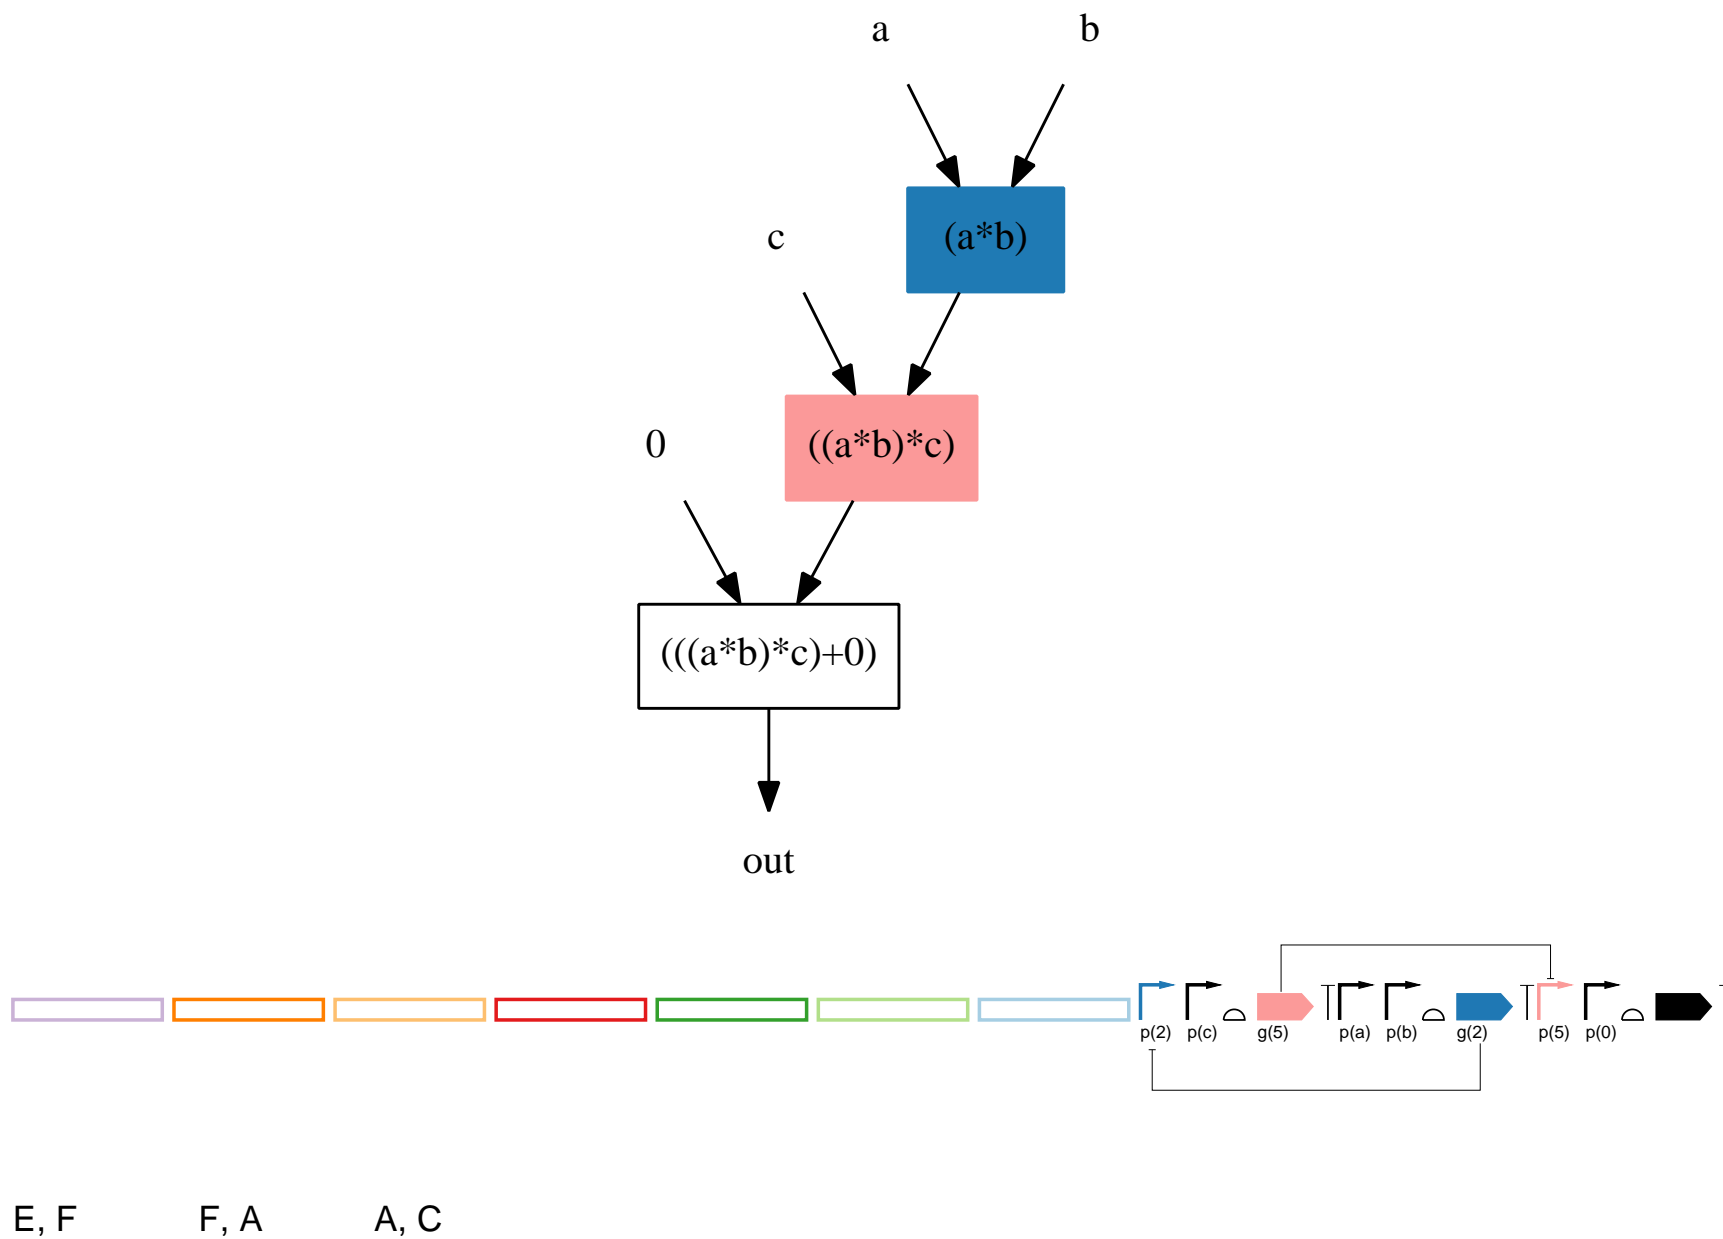 a b
(a*b)
c
((a*b)*c)
0
(((a*b)*c)+0)
out
p(2) p(c) g(5) p(a) p(b) g(2) p(5) p(0)
E, F F, A A, C